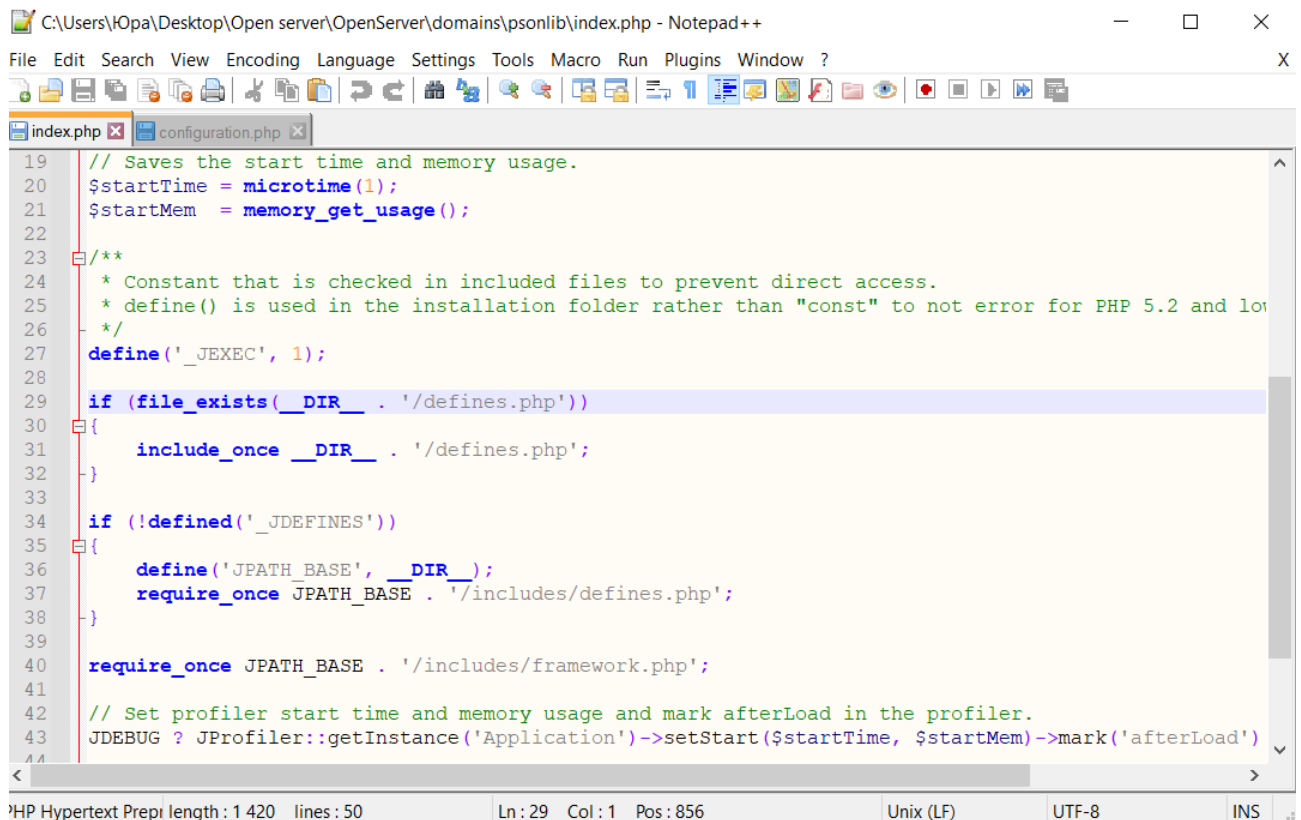 C:\Users\Юра\Desktop\Open server\OpenServer\domains\psonlib\index.php - Notepad++
File Edit Search View Encoding Language Settings Tools Macro Run Plugins Window ? X
index.php configuration.php
19 // Saves the start time and memory usage.
20 $startTime = microtime(1);
21 $startMem  = memory_get_usage();
22
23 /**
24  * Constant that is checked in included files to prevent direct access.
25  * define() is used in the installation folder rather than "const" to not error for PHP 5.2 and
26  */
27 define('_JEXEC', 1);
28
29 if (file_exists(__DIR__ . '/defines.php'))
30 {
31     include_once __DIR__ . '/defines.php';
32 }
33
34 if (!defined('_JDEFINES'))
35 {
36     define('JPATH_BASE', __DIR__);
37     require_once JPATH_BASE . '/includes/defines.php';
38 }
39
40 require_once JPATH_BASE . '/includes/framework.php';
41
42 // Set profiler start time and memory usage and mark afterLoad in the profiler.
43 JDEBUG ? JProfiler::getInstance('Application')->setStart($startTime, $startMem)->mark('afterLoad')
44
PHP Hypertext Prepr length : 1 420 lines : 50 Ln : 29 Col : 1 Pos : 856 Unix (LF) UTF-8 INS